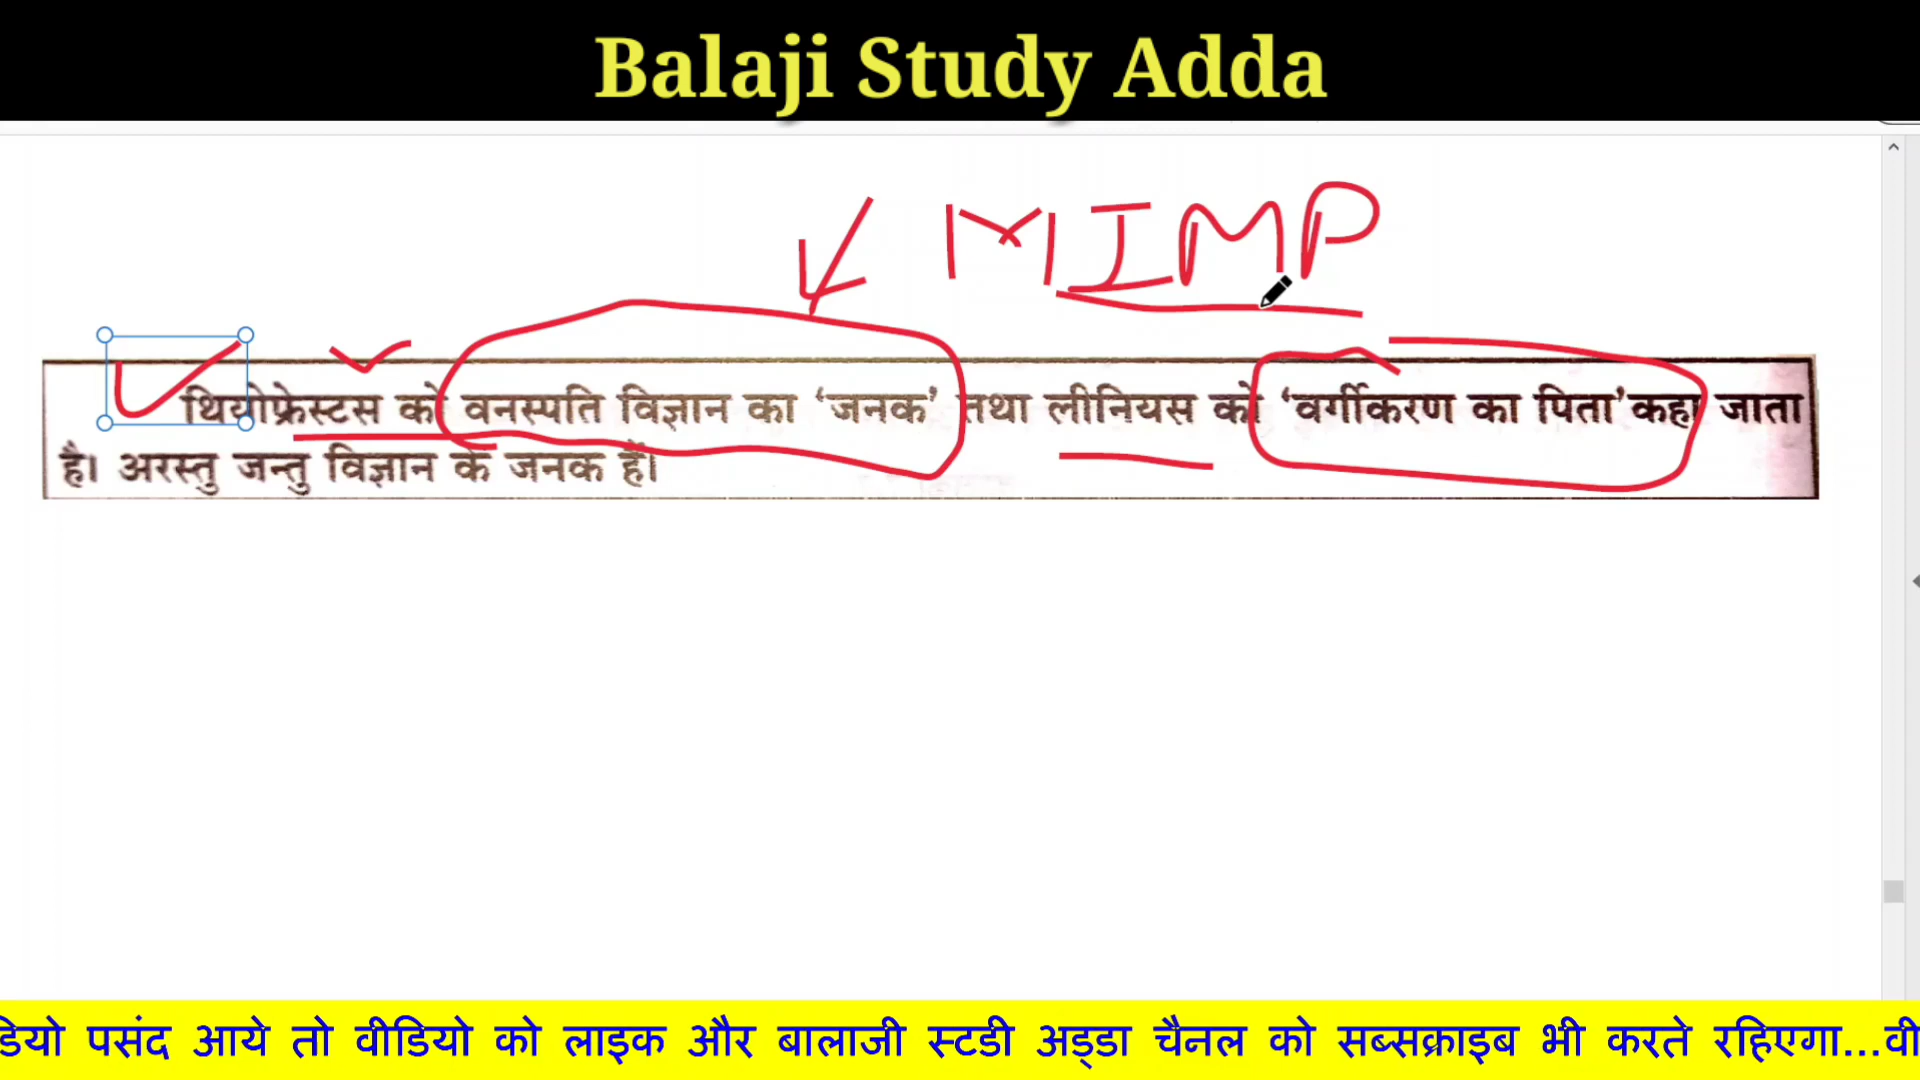 Balaji Study Adda
MIMP
थियोफ्रेस्टस को वनस्पति विज्ञान का ‘जनक’ तथा लीनियस को ‘वर्गीकरण का पिता’ कहा जाता
है। अरस्तु जन्तु विज्ञान के जनक हैं।
डियो पसंद आये तो वीडियो को लाइक और बालाजी स्टडी अड्डा चैनल को सब्सक्राइब भी करते रहिएगा...वी